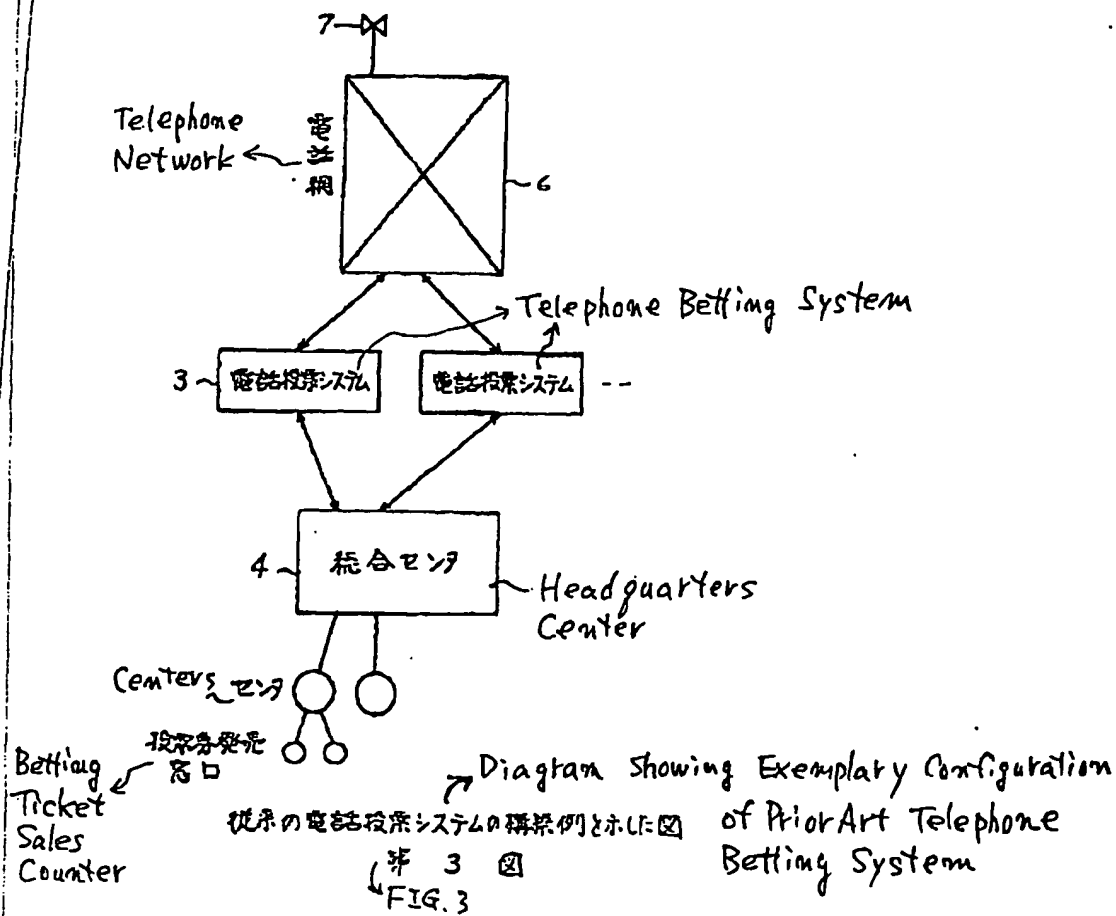 7
Telephone
Network
電話網
6
Telephone Betting System
3
電話投票システム
電話投票システム
--
4
総合センタ
Headquarters
Center
Centers
センタ
投票券発売
窓口
Betting
Ticket
Sales
Counter
Diagram Showing Exemplary Configuration
of Prior Art Telephone
Betting System
従来の電話投票システムの構築例を示した図
第 3 図
FIG.3